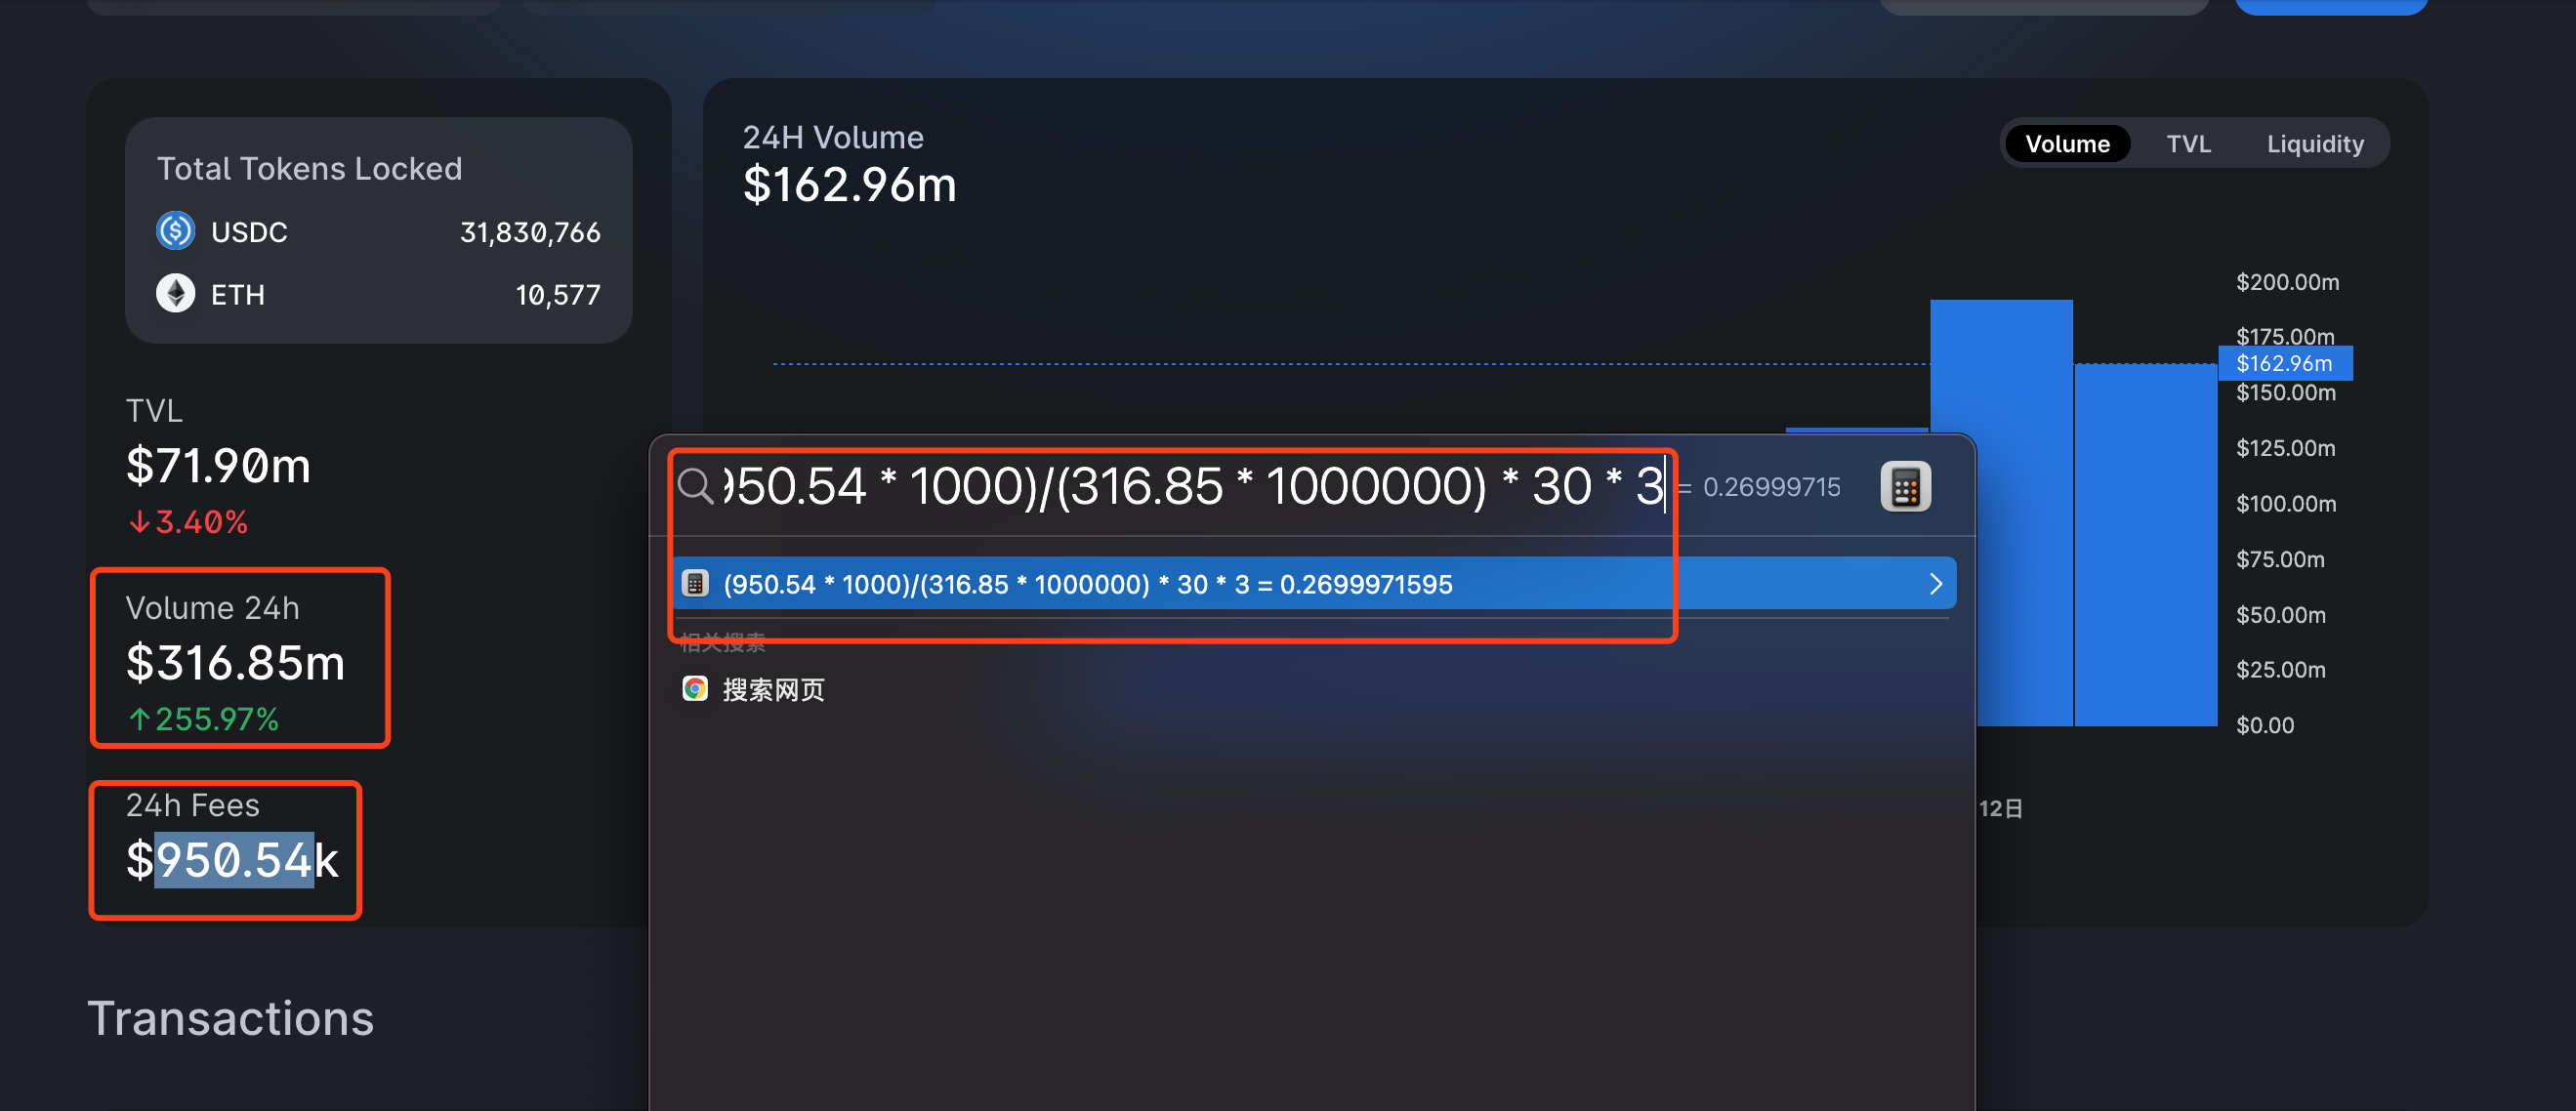 Total Tokens Locked
USDC 31,830,766
ETH 10,577
TVL
$71.90m
↓3.40%
Volume 24h
$316.85m
↑255.97%
24h Fees
$950.54k
24H Volume
$162.96m
Volume TVL Liquidity
$200.00m
$175.00m
$162.96m
$150.00m
$125.00m
$100.00m
$75.00m
$50.00m
$25.00m
$0.00
12日
950.54 * 1000)/(316.85 * 1000000) * 30 * 3 = 0.26999715
(950.54 * 1000)/(316.85 * 1000000) * 30 * 3 = 0.2699971595
相关搜索
搜索网页
Transactions